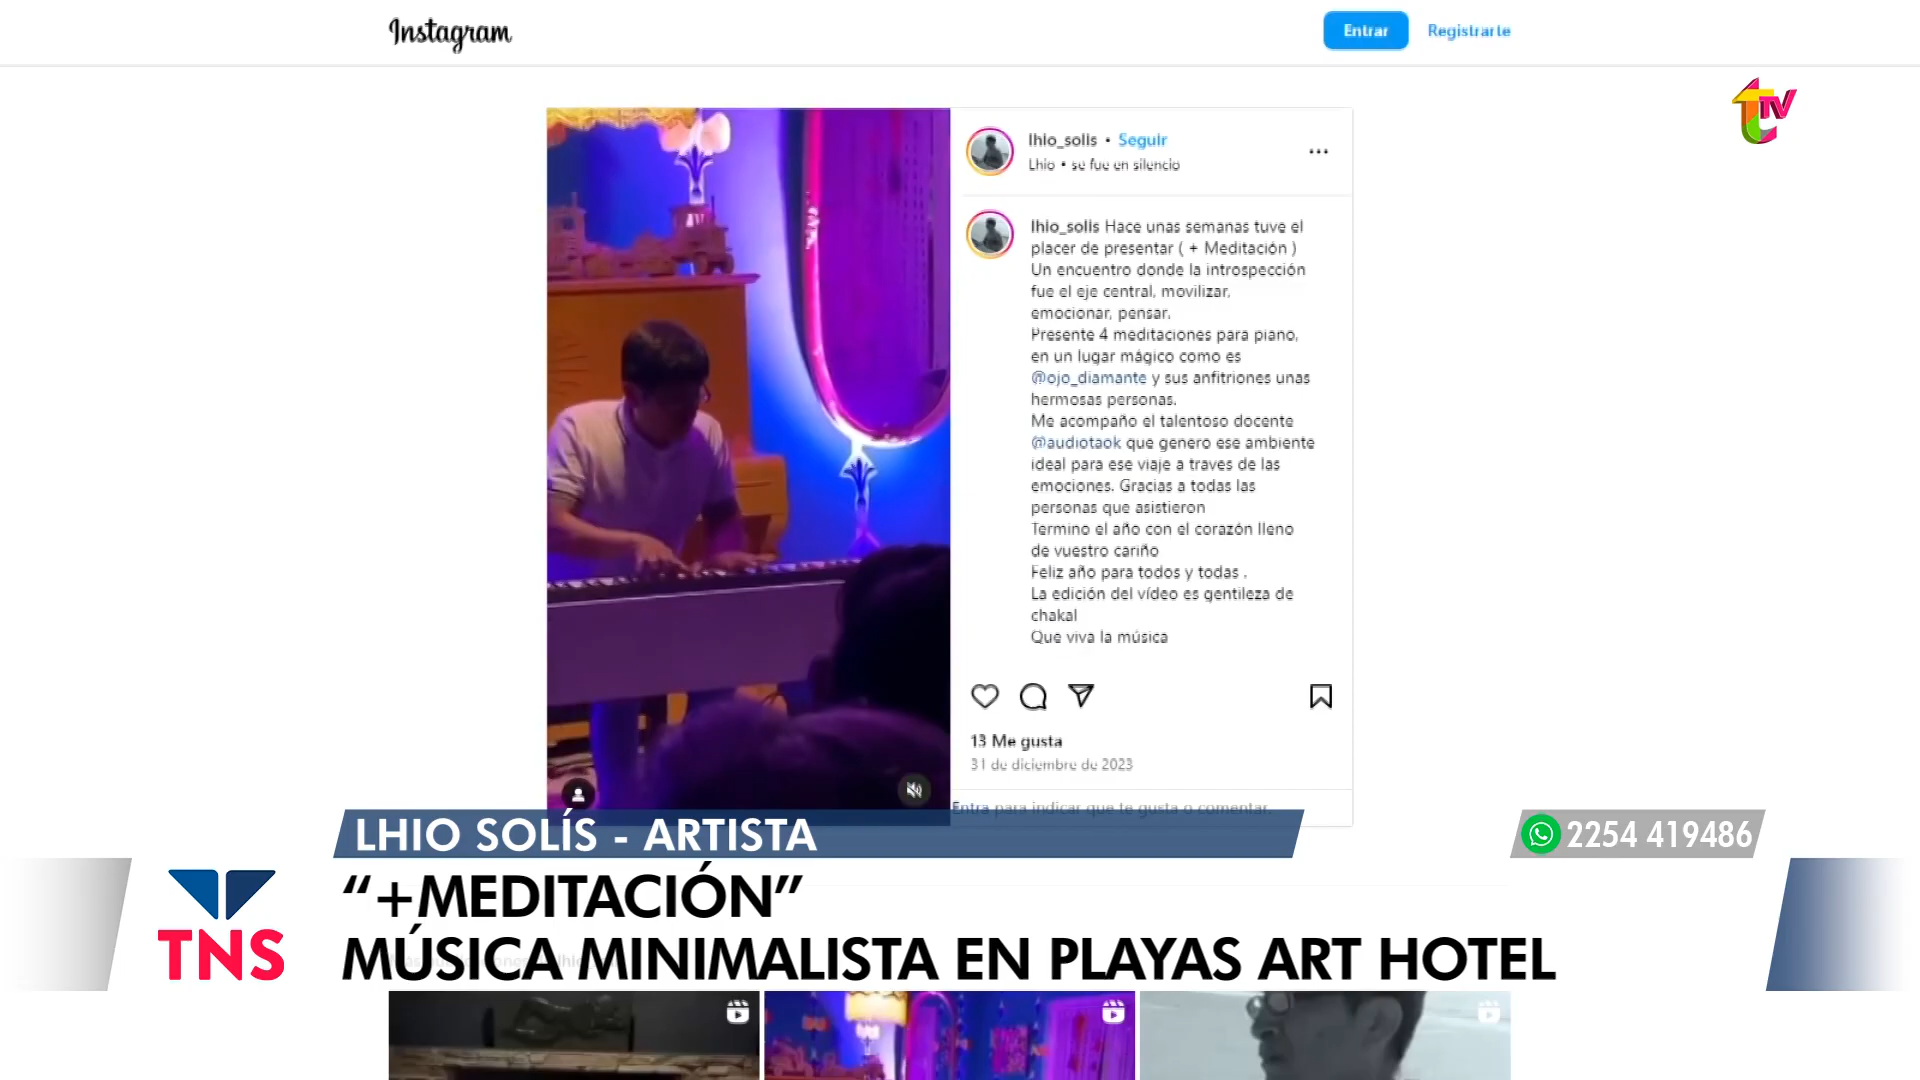 Instagram
Entrar
Registrarte
tTV
lhio_solis • Seguir
Lhio • se fue en silencio
lhio_solis Hace unas semanas tuve el
placer de presentar ( + Meditación )
Un encuentro donde la introspección
fue el eje central, movilizar,
emocionar, pensar.
Presente 4 meditaciones para piano,
en un lugar mágico como es
@ojo_diamante y sus anfitriones unas
hermosas personas.
Me acompaño el talentoso docente
@audiotaok que genero ese ambiente
ideal para ese viaje a traves de las
emociones. Gracias a todas las
personas que asistieron
Termino el año con el corazón lleno
de vuestro cariño
Feliz año para todos y todas .
La edición del vídeo es gentileza de
chakal
Que viva la música
13 Me gusta
31 de diciembre de 2023
Entra para indicar que te gusta o comentar.
LHIO SOLÍS - ARTISTA
2254 419486
TNS
“+MEDITACIÓN”
MÚSICA MINIMALISTA EN PLAYAS ART HOTEL